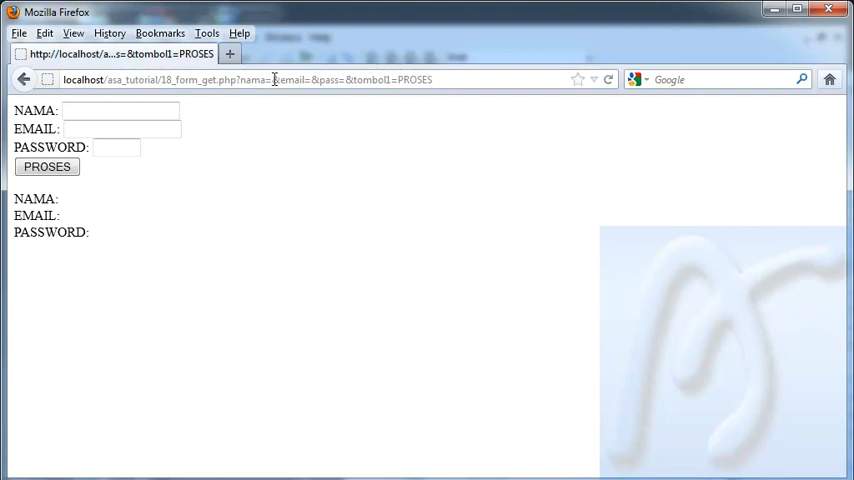 Mozilla Firefox
File Edit View History Bookmarks Tools Help
http://localhost/a...s=&tombol1=PROSES
localhost/asa_tutorial/18_form_get.php?nama=&email=&pass=&tombol1=PROSES
Google
NAMA:
EMAIL:
PASSWORD:
PROSES
NAMA:
EMAIL:
PASSWORD: